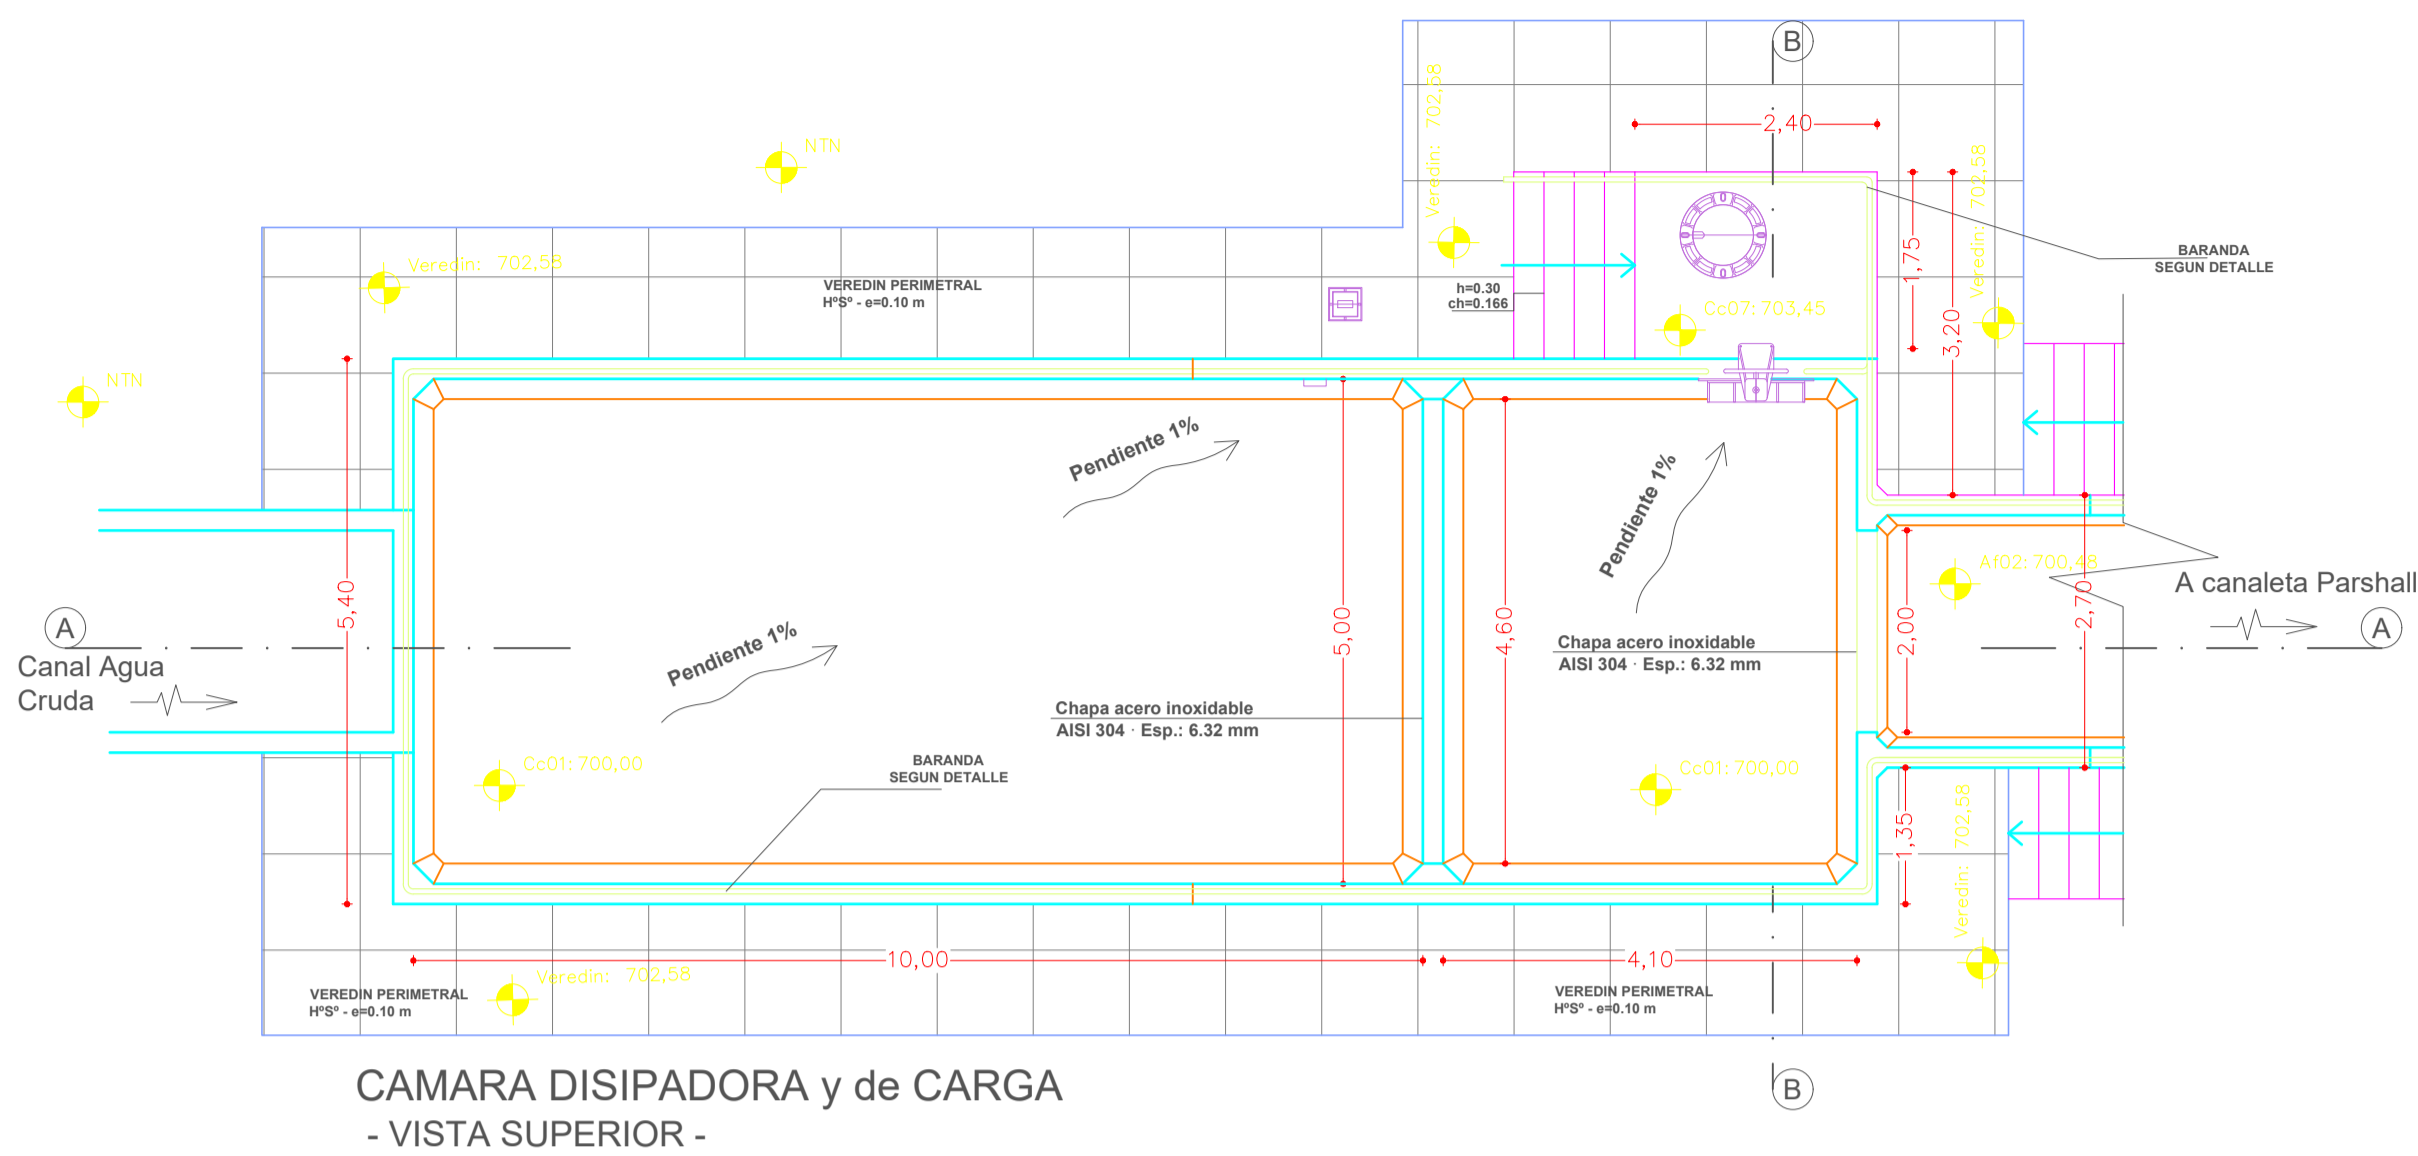 B
2,40
NTN
Veredin: 702,58
Veredin: 702,58
1,75
3,20
BARANDA
SEGUN DETALLE
Veredin: 702,58
VEREDIN PERIMETRAL
HºSº - e=0.10 m
h=0.30
ch=0.166
Cc07: 703,45
NTN
Pendiente 1%
Pendiente 1%
5,40
A
Canal Agua
Cruda
Pendiente 1%
5,00
4,60
Chapa acero inoxidable
AISI 304 · Esp.: 6.32 mm
2,00
Af02: 700,48
2,70
A canaleta Parshall
A
Chapa acero inoxidable
AISI 304 · Esp.: 6.32 mm
Cc01: 700,00
BARANDA
SEGUN DETALLE
Cc01: 700,00
1,35
Veredin: 702,58
10,00
4,10
VEREDIN PERIMETRAL
HºSº - e=0.10 m
Veredin: 702,58
VEREDIN PERIMETRAL
HºSº - e=0.10 m
CAMARA DISIPADORA y de CARGA
- VISTA SUPERIOR -
B